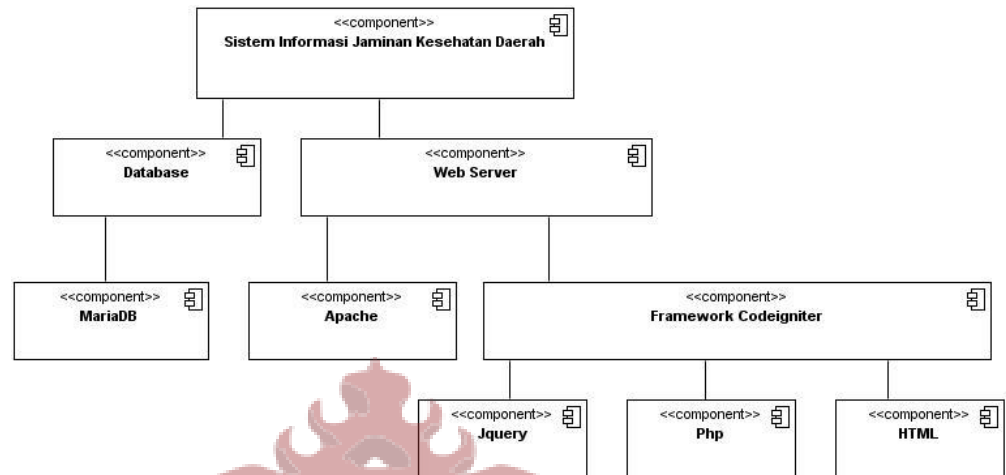 <<component>>
Sistem Informasi Jaminan Kesehatan Daerah
<<component>>
Database
<<component>>
Web Server
<<component>>
MariaDB
<<component>>
Apache
<<component>>
Framework Codeigniter
<<component>>
Jquery
<<component>>
Php
<<component>>
HTML